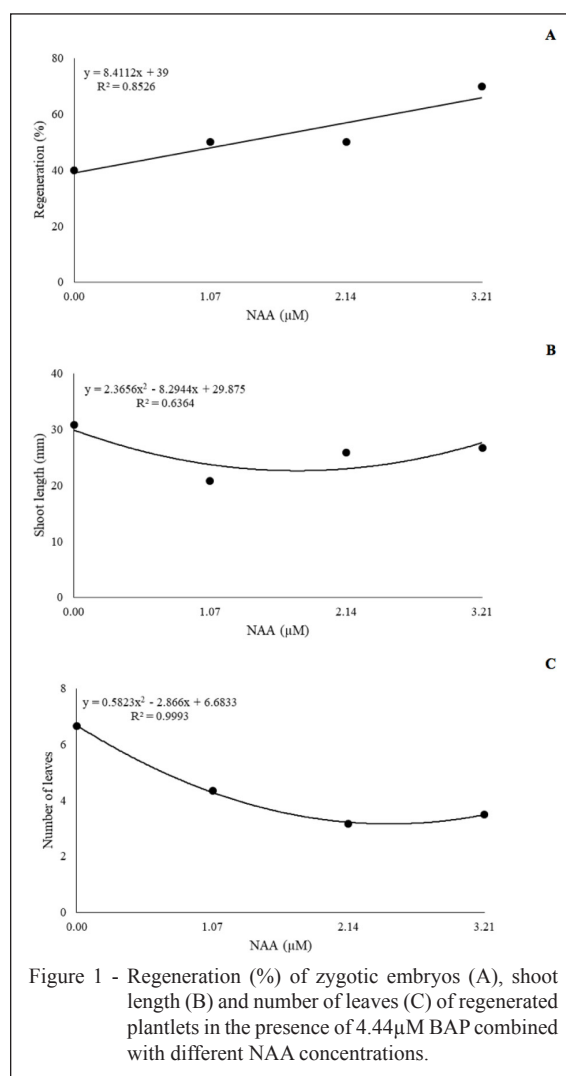 A
y = 8.4112x + 39
R² = 0.8526
80
60
40
20
0
Regeneration (%)
0.00 1.07 2.14 3.21
NAA (µM)
B
y = 2.3656x² - 8.2944x + 29.875
R² = 0.6364
40
30
20
10
0
Shoot length (mm)
0.00 1.07 2.14 3.21
NAA (µM)
C
y = 0.5823x² - 2.866x + 6.6833
R² = 0.9993
8
6
4
2
0
Number of leaves
0.00 1.07 2.14 3.21
NAA (µM)
Figure 1 - Regeneration (%) of zygotic embryos (A), shoot
length (B) and number of leaves (C) of regenerated
plantlets in the presence of 4.44µM BAP combined
with different NAA concentrations.